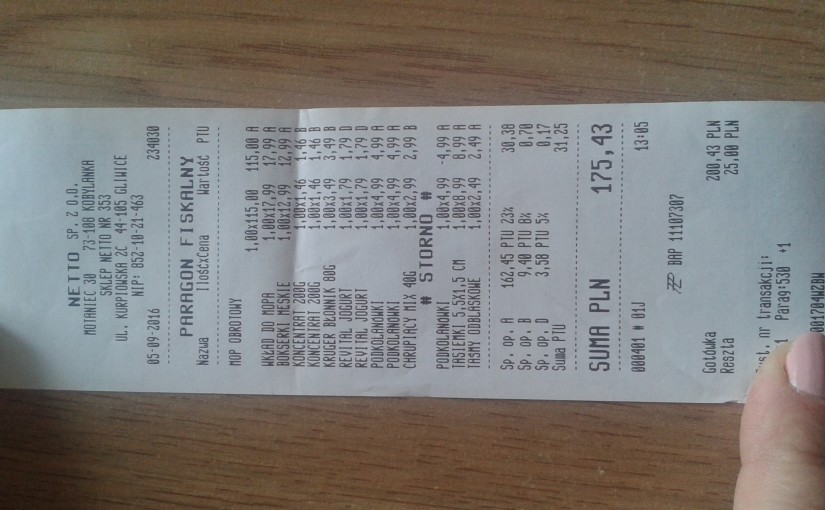 NETTO SP. Z O.O.
MOTANIEC 30 73-108 KOBYLANKA
SKLEP NETTO NR 353
UL. KURPIOWSKA 2C 44-105 GLIWICE
NIP: 852-10-21-463
05-09-2016 234030
PARAGON FISKALNY
Nazwa IlośćxCena Wartość PTU
MOP OBROTOWY
1,00x115,00 115,00 A
WKŁAD DO MOPA 1,00x17,99 17,99 A
BOKSERKI MĘSKIE 1,00x12,99 12,99 A
KONCENTRAT 200G 1,00x1,46 1,46 B
KONCENTRAT 200G 1,00x1,46 1,46 B
KRUGER BŁONNIK 80G 1,00x3,49 3,49 B
REVITAL JOGURT 1,00x1,79 1,79 D
REVITAL JOGURT 1,00x1,79 1,79 D
PODKOLANÓWKI 1,00x4,99 4,99 A
PODKOLANÓWKI 1,00x4,99 4,99 A
CHRUPIĄCY MIX 40G 1,00x2,99 2,99 B
# STORNO #
PODKOLANÓWKI 1,00x4,99 -4,99 A
TASIEMKI 5,5X1,5 CM 1,00x8,99 8,99 A
TAŚMY ODBLASKOWE 1,00x2,49 2,49 A
Sp. op. A 162,45 PTU 23% 30,38
Sp. op. B 9,40 PTU 8% 0,70
Sp. op. D 3,58 PTU 5% 0,17
Suma PTU 31,25
SUMA PLN 175,43
000401 # 01J 13:05
BAP 11107307
Gotówka 200,43 PLN
Reszta 25,00 PLN
nr transakcji:
1 Parag:530 +1